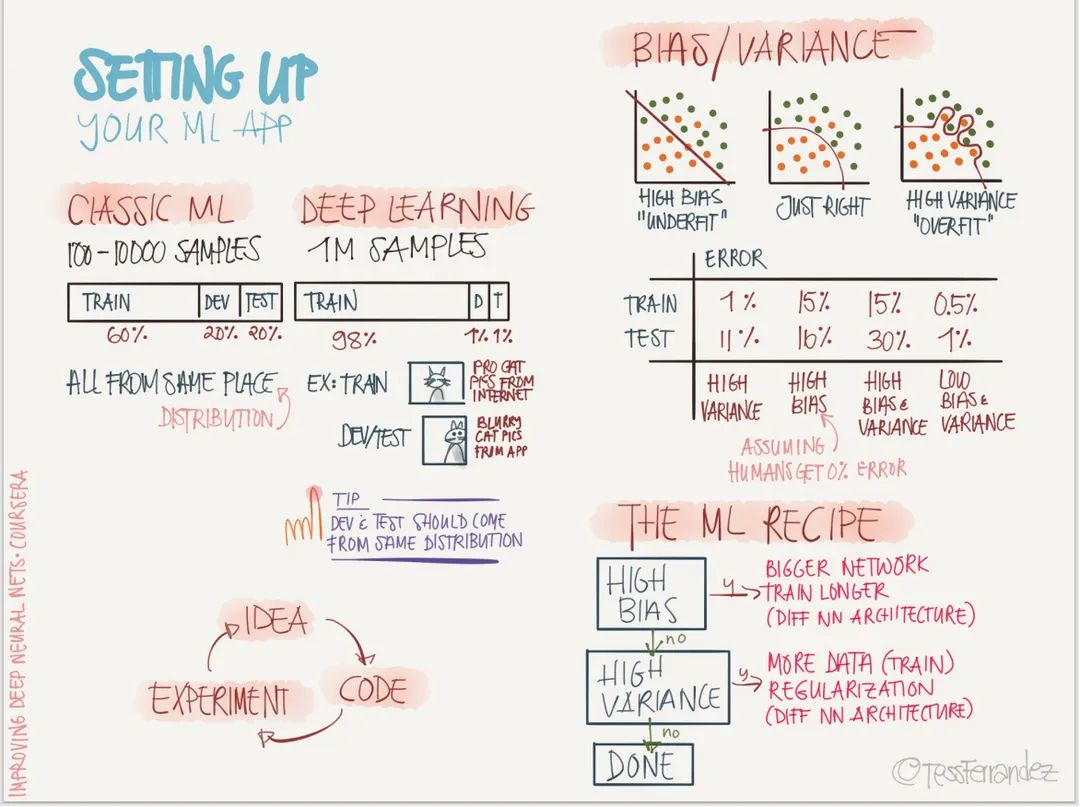 SETTING UP
YOUR ML APP
CLASSIC ML
100-10000 SAMPLES
TRAIN DEV TEST
60% 20% 20%
ALL FROM SAME PLACE
DISTRIBUTION
DEEP LEARNING
1M SAMPLES
TRAIN D T
98% 1% 1%
EX: TRAIN
PRO CAT
PICS FROM
INTERNET
DEV/TEST
BLURRY
CAT PICS
FROM APP
TIP
DEV & TEST SHOULD COME
FROM SAME DISTRIBUTION
IDEA
CODE
EXPERIMENT
IMPROVING DEEP NEURAL NETS · COURSERA
BIAS/VARIANCE
HIGH BIAS
"UNDERFIT"
JUST RIGHT
HIGH VARIANCE
"OVERFIT"
ERROR
TRAIN 1% 15% 15% 0.5%
TEST 11% 16% 30% 1%
HIGH
VARIANCE
HIGH
BIAS
HIGH
BIAS &
VARIANCE
LOW
BIAS &
VARIANCE
ASSUMING
HUMANS GET 0% ERROR
THE ML RECIPE
HIGH
BIAS
y
BIGGER NETWORK
TRAIN LONGER
(DIFF NN ARCHITECTURE)
no
HIGH
VARIANCE
y
MORE DATA (TRAIN)
REGULARIZATION
(DIFF NN ARCHITECTURE)
no
DONE
©TessFerrandez